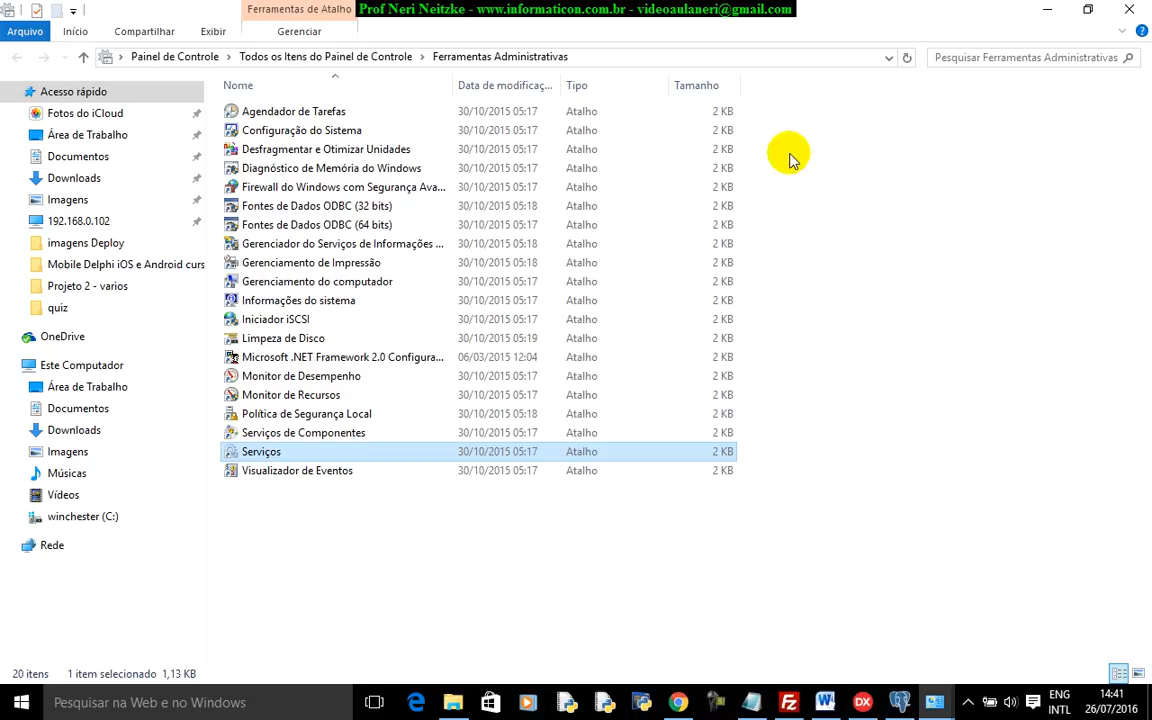 Ferramentas de Atalho
Prof Neri Neitzke - www.informaticon.com.br - videoaulaneri@gmail.com
Arquivo Início Compartilhar Exibir Gerenciar
Painel de Controle Todos os Itens do Painel de Controle Ferramentas Administrativas
Pesquisar Ferramentas Administrativas
Nome Data de modificaç... Tipo Tamanho
Acesso rápido
Fotos do iCloud
Área de Trabalho
Documentos
Downloads
Imagens
192.168.0.102
imagens Deploy
Mobile Delphi iOS e Android curs
Projeto 2 - varios
quiz
OneDrive
Este Computador
Área de Trabalho
Documentos
Downloads
Imagens
Músicas
Vídeos
winchester (C:)
Rede
Agendador de Tarefas 30/10/2015 05:17 Atalho 2 KB
Configuração do Sistema 30/10/2015 05:17 Atalho 2 KB
Desfragmentar e Otimizar Unidades 30/10/2015 05:17 Atalho 2 KB
Diagnóstico de Memória do Windows 30/10/2015 05:17 Atalho 2 KB
Firewall do Windows com Segurança Ava... 30/10/2015 05:17 Atalho 2 KB
Fontes de Dados ODBC (32 bits) 30/10/2015 05:18 Atalho 2 KB
Fontes de Dados ODBC (64 bits) 30/10/2015 05:17 Atalho 2 KB
Gerenciador do Serviços de Informações ... 30/10/2015 05:18 Atalho 2 KB
Gerenciamento de Impressão 30/10/2015 05:18 Atalho 2 KB
Gerenciamento do computador 30/10/2015 05:17 Atalho 2 KB
Informações do sistema 30/10/2015 05:17 Atalho 2 KB
Iniciador iSCSI 30/10/2015 05:17 Atalho 2 KB
Limpeza de Disco 30/10/2015 05:19 Atalho 2 KB
Microsoft .NET Framework 2.0 Configura... 06/03/2015 12:04 Atalho 2 KB
Monitor de Desempenho 30/10/2015 05:17 Atalho 2 KB
Monitor de Recursos 30/10/2015 05:17 Atalho 2 KB
Política de Segurança Local 30/10/2015 05:18 Atalho 2 KB
Serviços de Componentes 30/10/2015 05:17 Atalho 2 KB
Serviços 30/10/2015 05:17 Atalho 2 KB
Visualizador de Eventos 30/10/2015 05:17 Atalho 2 KB
20 itens 1 item selecionado 1,13 KB
Pesquisar na Web e no Windows
ENG 14:41
INTL 26/07/2016